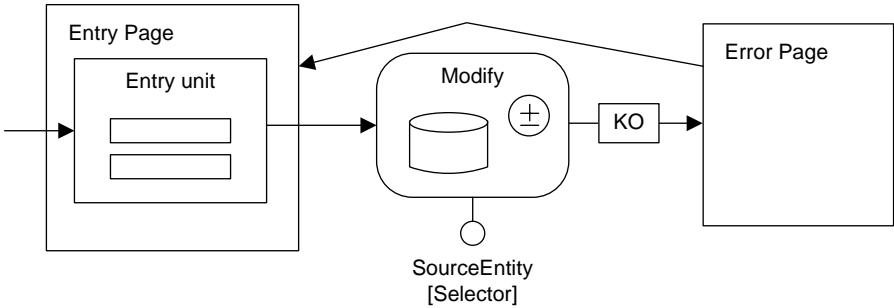 Entry Page
Entry unit
Modify
±
KO
Error Page
SourceEntity
[Selector]